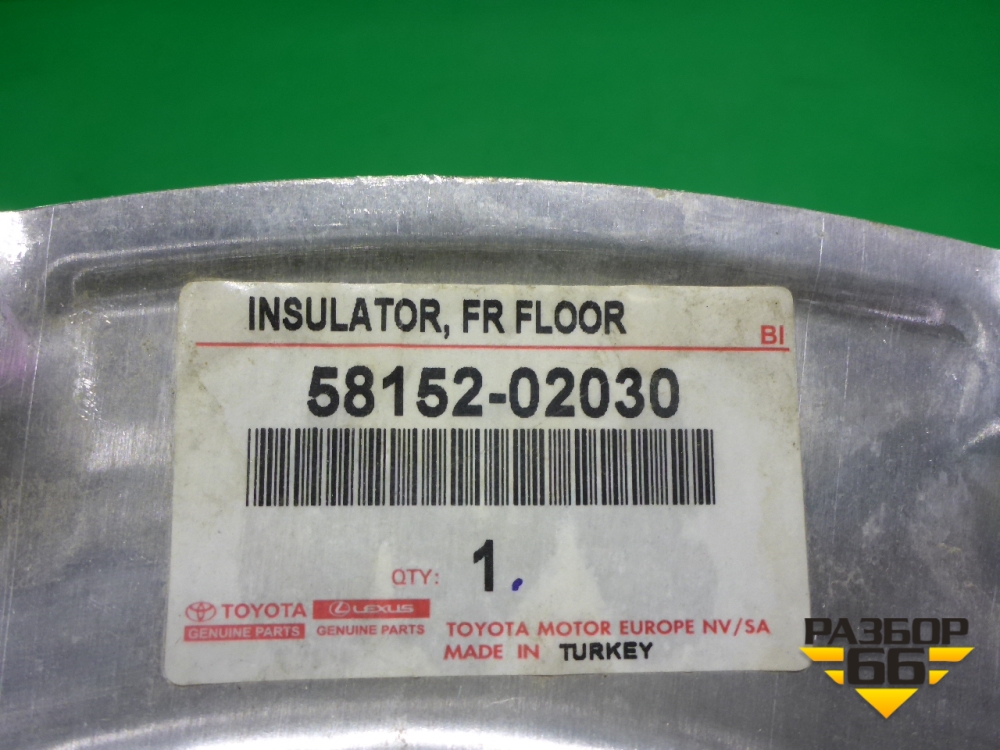 INSULATOR, FR FLOOR
BI
58152-02030
QTY: 1.
TOYOTA LEXUS
GENUINE PARTS GENUINE PARTS
TOYOTA MOTOR EUROPE NV/SA
MADE IN TURKEY
РАЗБОР
66